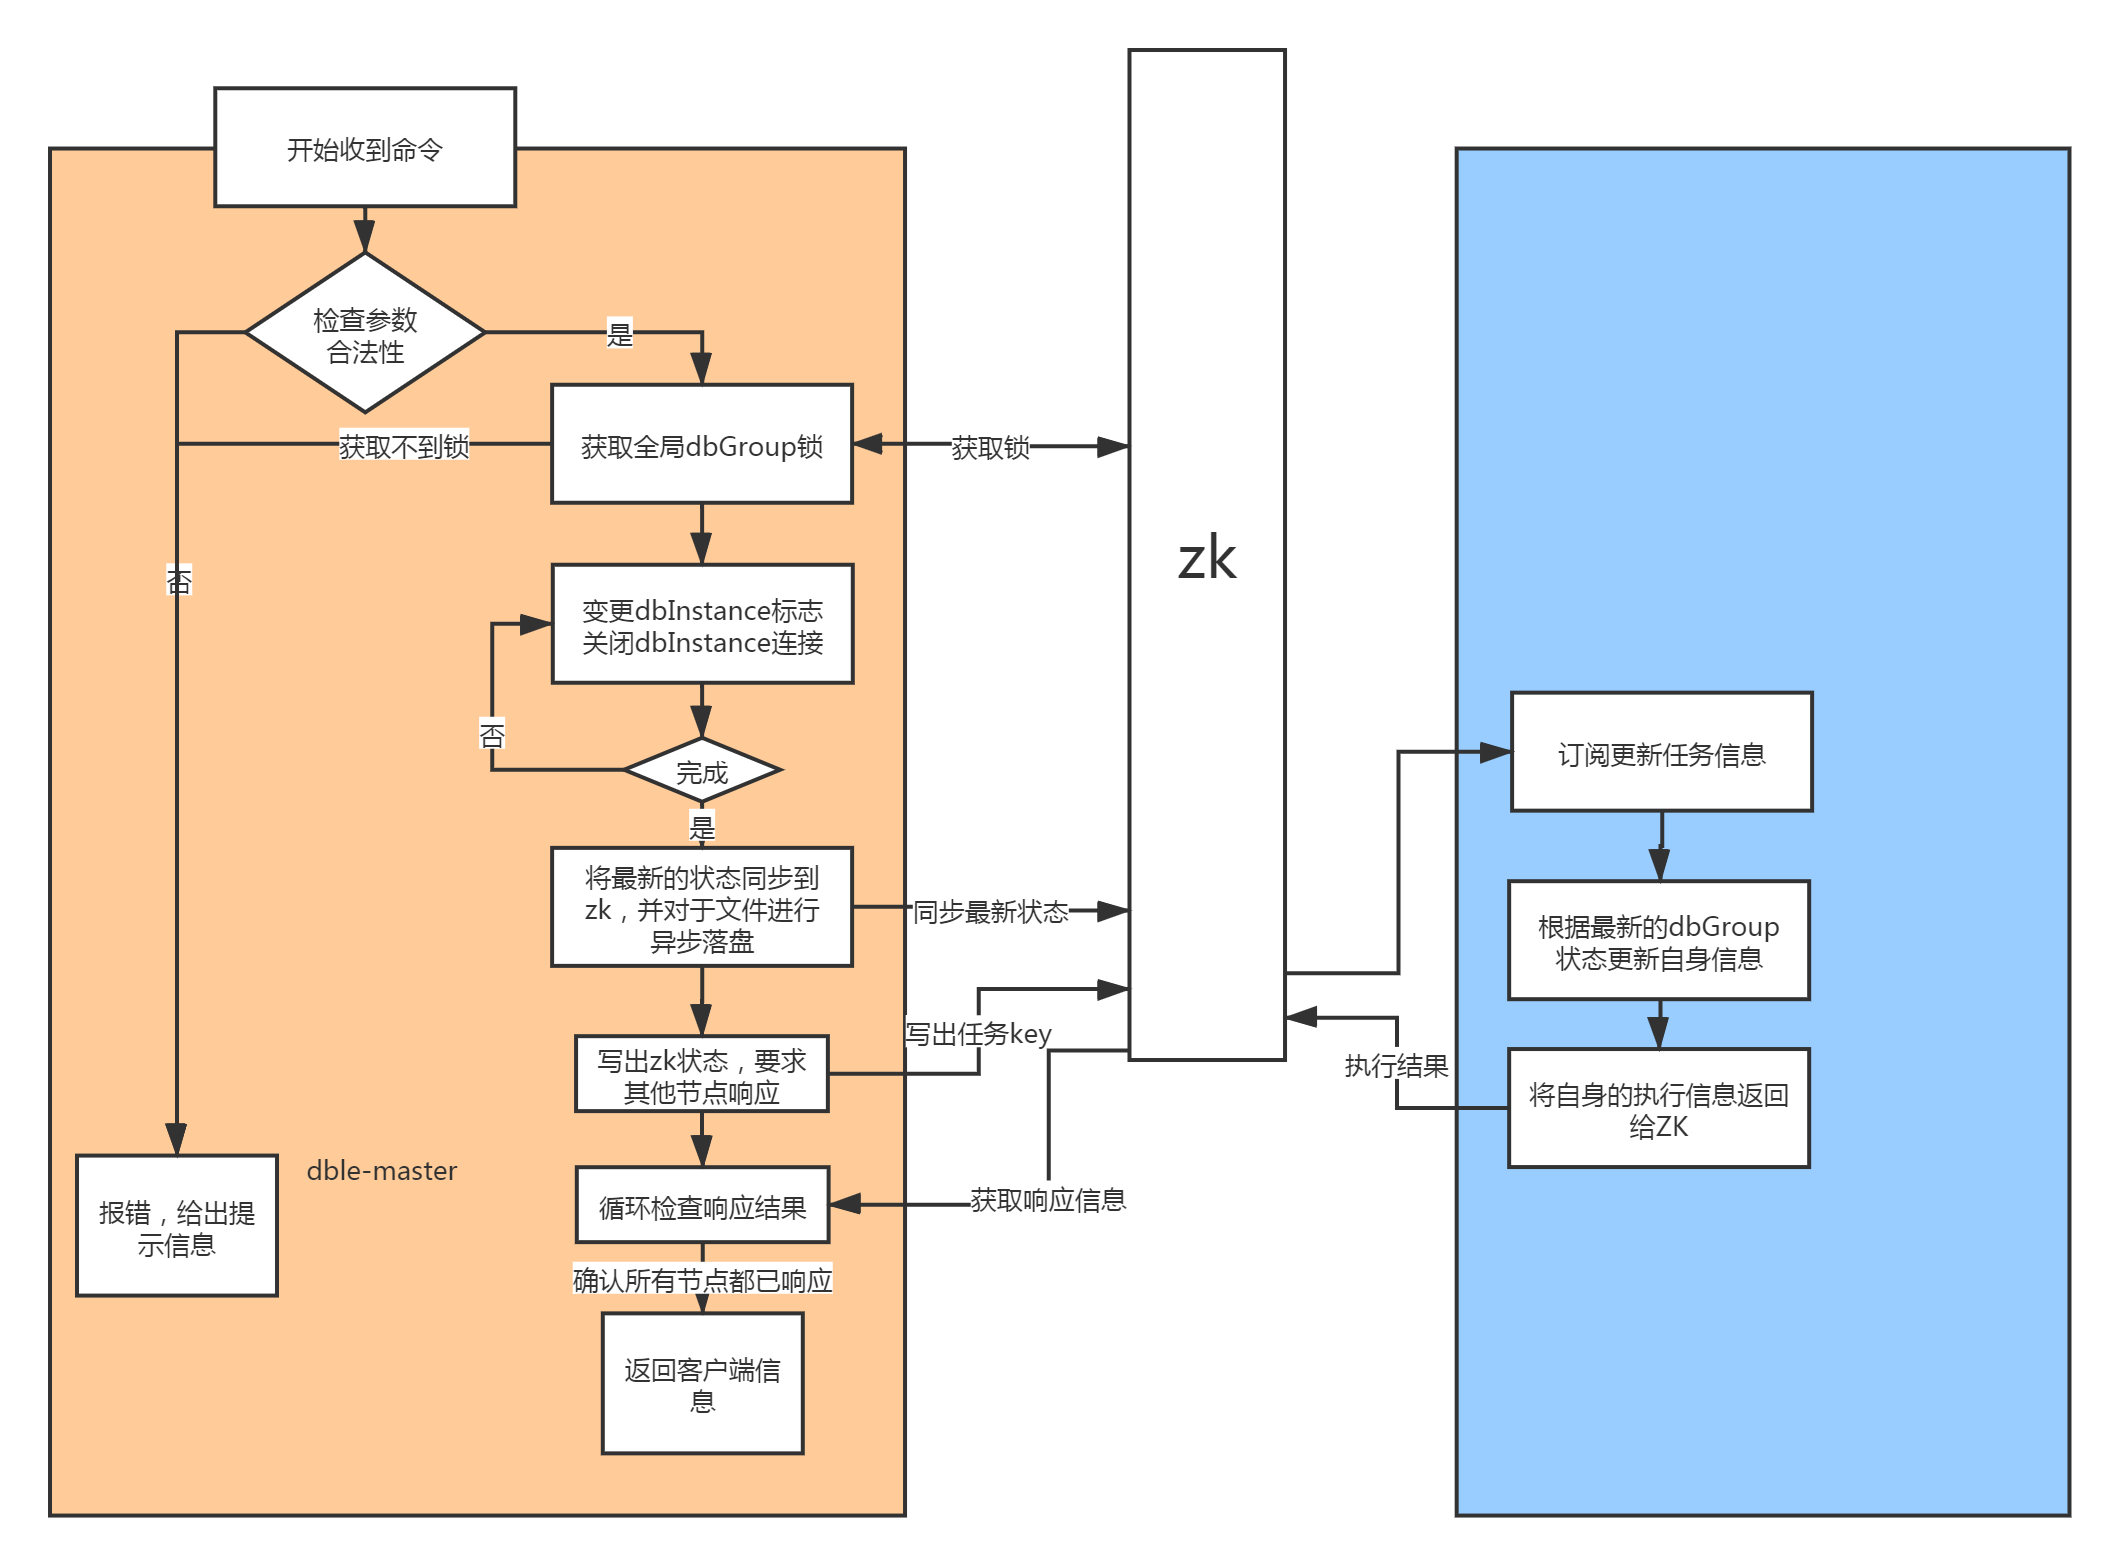 开始收到命令
检查参数
合法性
是
获取不到锁
获取全局dbGroup锁
获取锁
zk
否
变更dbInstance标志
关闭dbInstance连接
否
完成
是
将最新的状态同步到
zk，并对于文件进行
异步落盘
同步最新状态
写出任务key
写出zk状态，要求
其他节点响应
dble-master
循环检查响应结果
获取响应信息
报错，给出提
示信息
确认所有节点都已响应
返回客户端信
息
订阅更新任务信息
根据最新的dbGroup
状态更新自身信息
执行结果
将自身的执行信息返回
给ZK